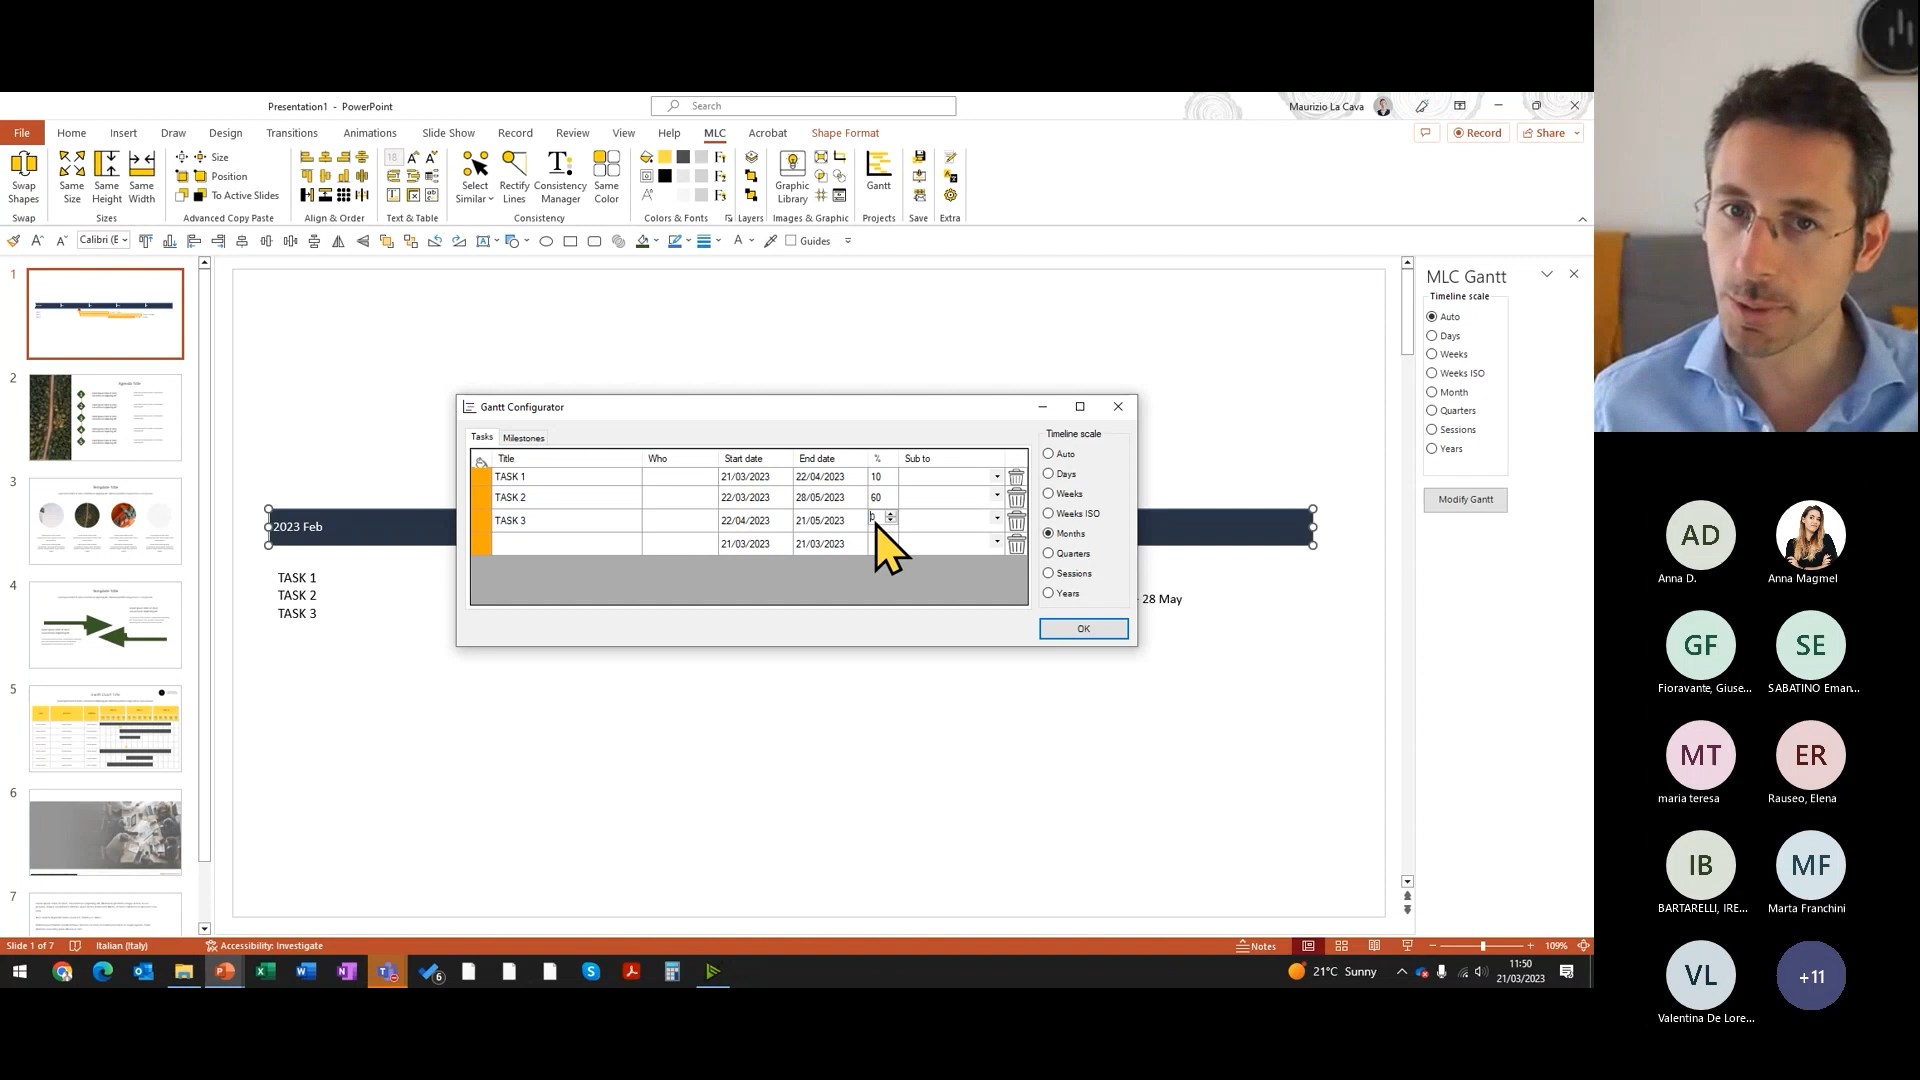 Presentation1 - PowerPoint
Search
Maurizio La Cava
File
Home
Insert
Draw
Design
Transitions
Animations
Slide Show
Record
Review
View
Help
MLC
Acrobat
Shape Format
Record
Share
Swap Shapes
Same Size
Same Height
Same Width
Size
Position
To Active Slides
18
Select Similar
Rectify Lines
Consistency Manager
Same Color
Graphic Library
Gantt
Swap
Sizes
Advanced Copy Paste
Align & Order
Text & Table
Consistency
Colors & Fonts
Layers
Images & Graphic
Projects
Save
Extra
Calibri (E
Guides
1
2
3
4
5
6
7
2023 Feb
TASK 1
TASK 2
TASK 3
- 28 May
Gantt Configurator
Tasks
Milestones
Title Who Start date End date % Sub to
TASK 1 21/03/2023 22/04/2023 10
TASK 2 22/03/2023 28/05/2023 60
TASK 3 22/04/2023 21/05/2023
21/03/2023 21/03/2023
Timeline scale
Auto
Days
Weeks
Weeks ISO
Months
Quarters
Sessions
Years
OK
MLC Gantt
Timeline scale
Auto
Days
Weeks
Weeks ISO
Month
Quarters
Sessions
Years
Modify Gantt
Slide 1 of 7
Italian (Italy)
Accessibility: Investigate
Notes
109%
21°C Sunny
11:50
21/03/2023
AD
Anna D.
Anna Magmel
GF
Fioravante, Giuse...
SE
SABATINO Eman...
MT
maria teresa
ER
Rauseo, Elena
IB
BARTARELLI, IRE...
MF
Marta Franchini
VL
Valentina De Lore...
+11